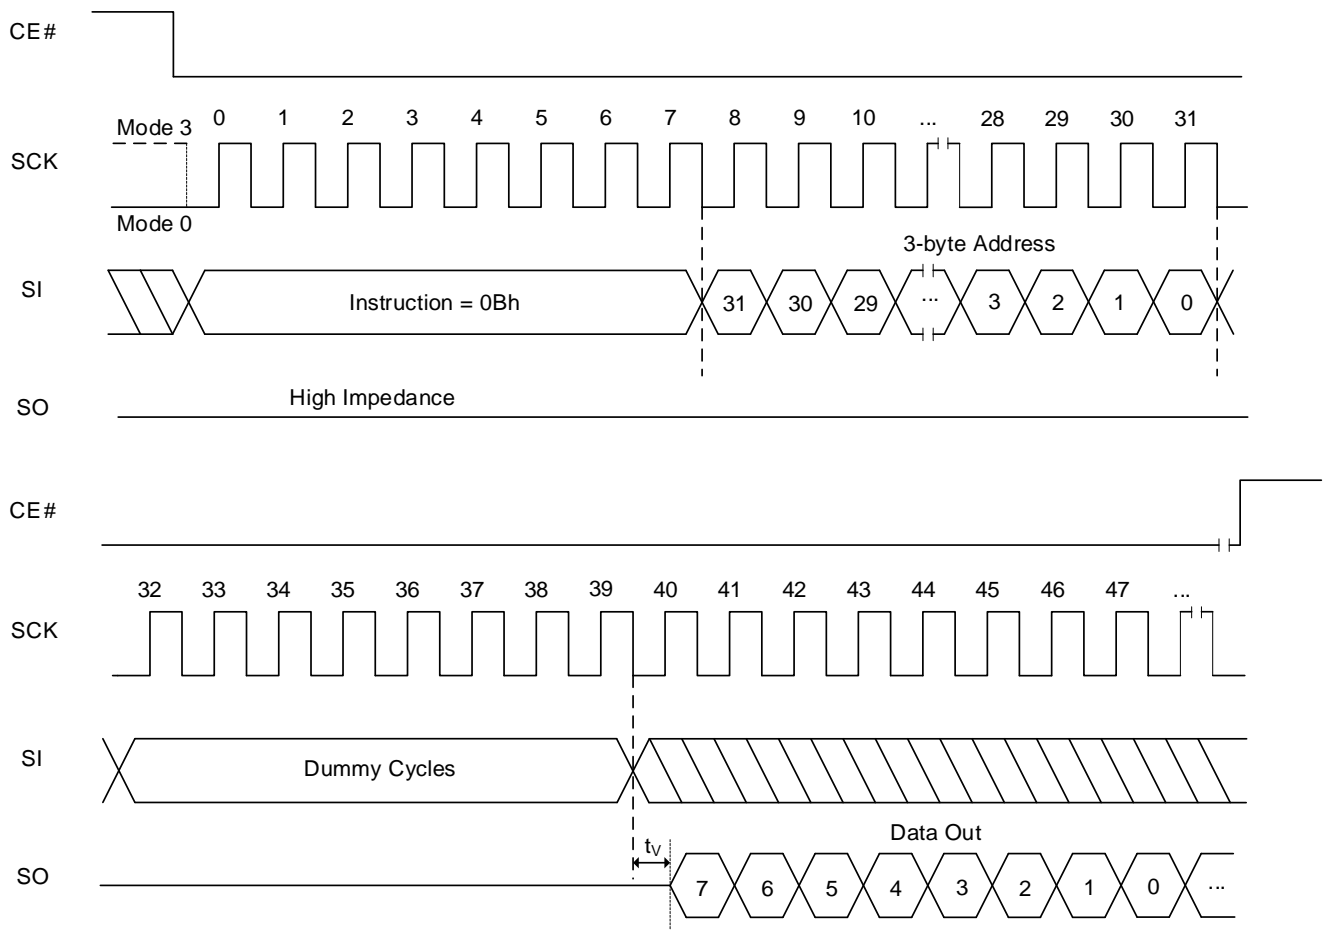 CE#
Mode 3 0 1 2 3 4 5 6 7 8 9 10 ... 28 29 30 31
SCK
Mode 0
3-byte Address
SI Instruction = 0Bh 31 30 29 ... 3 2 1 0
High Impedance
SO
CE#
32 33 34 35 36 37 38 39 40 41 42 43 44 45 46 47 ...
SCK
SI Dummy Cycles
Data Out
tV
SO 7 6 5 4 3 2 1 0 ...